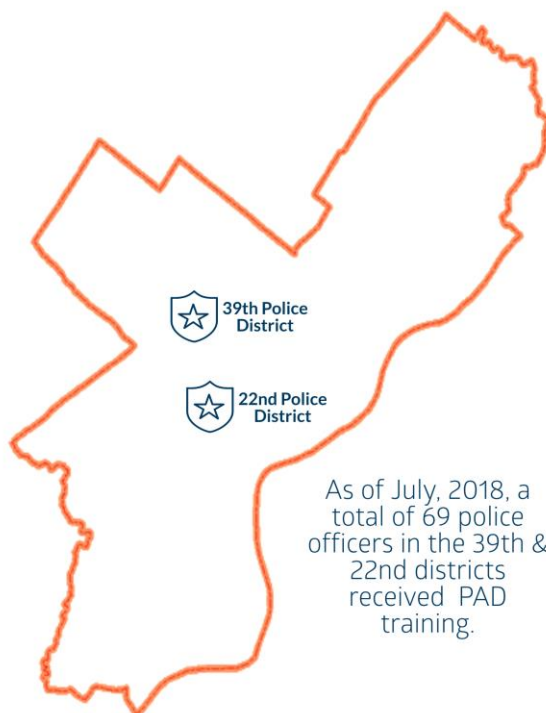 39th Police
District
22nd Police
District
As of July, 2018, a
total of 69 police
officers in the 39th &
22nd districts
received PAD
training.